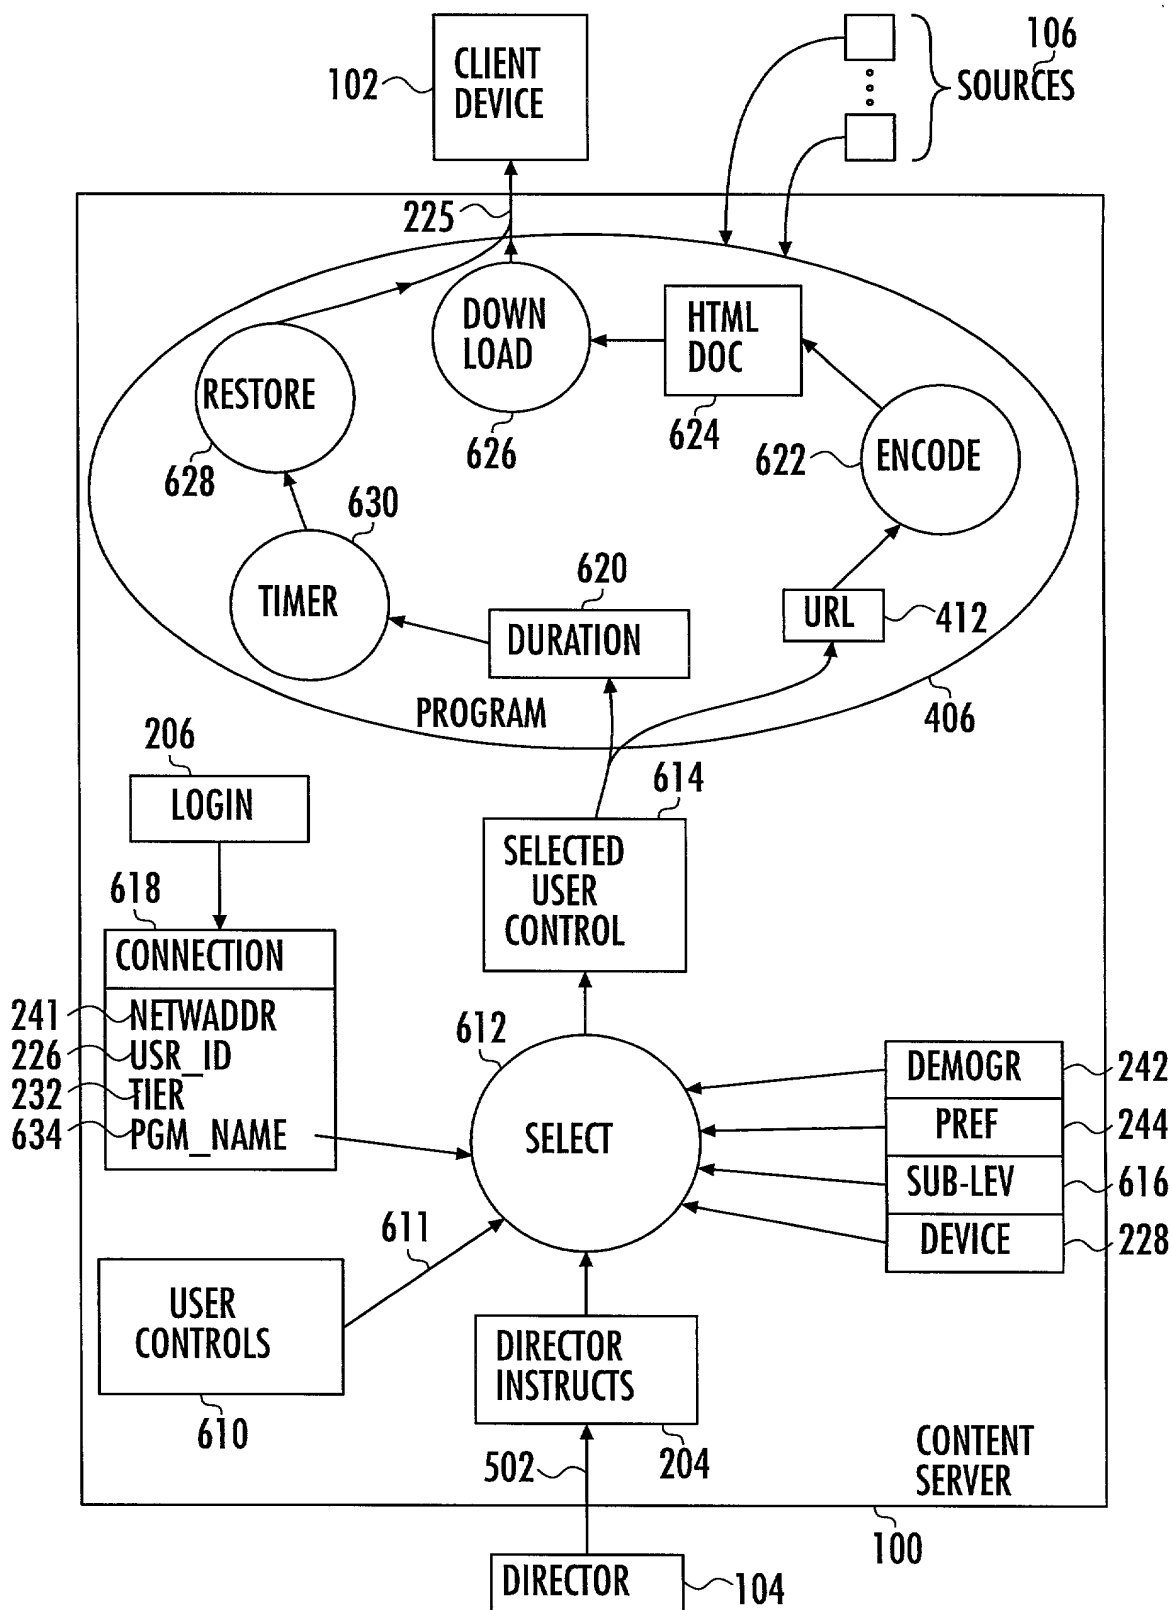 106
CLIENT
DEVICE
102
SOURCES
225
DOWN
LOAD
HTML
DOC
RESTORE
626
624
622
ENCODE
628
630
TIMER
620
DURATION
URL
412
PROGRAM
406
206
LOGIN
614
SELECTED
USER
CONTROL
618
CONNECTION
241
NETWADDR
226
USR_ID
232
TIER
634
PGM_NAME
612
SELECT
DEMOGR
242
PREF
244
SUB-LEV
616
DEVICE
228
611
USER
CONTROLS
610
DIRECTOR
INSTRUCTS
204
502
CONTENT
SERVER
100
DIRECTOR
104